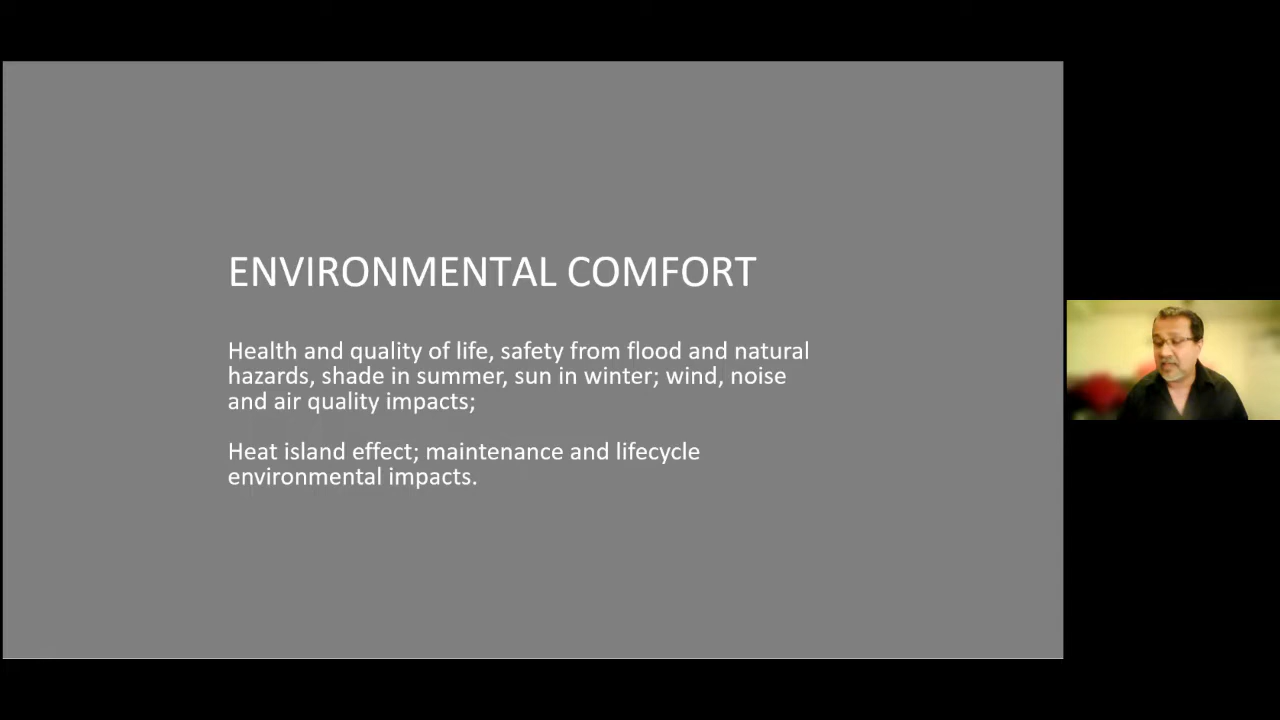 ENVIRONMENTAL COMFORT
Health and quality of life, safety from flood and natural
hazards, shade in summer, sun in winter; wind, noise
and air quality impacts;
Heat island effect; maintenance and lifecycle
environmental impacts.